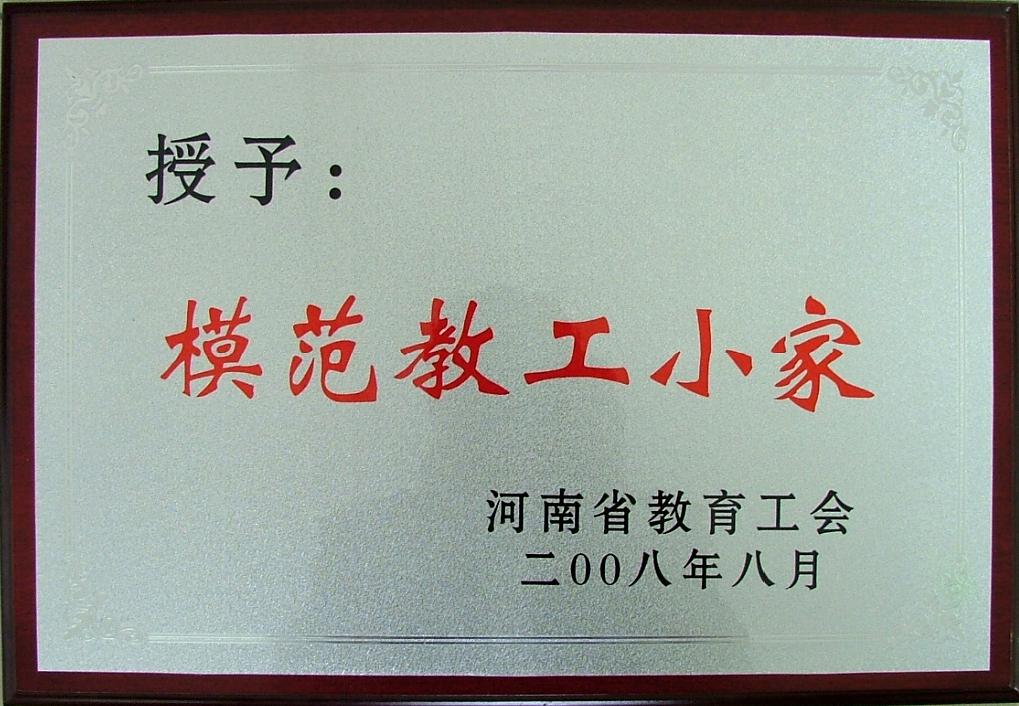 授予：
模范教工小家
河南省教育工会
二00八年八月